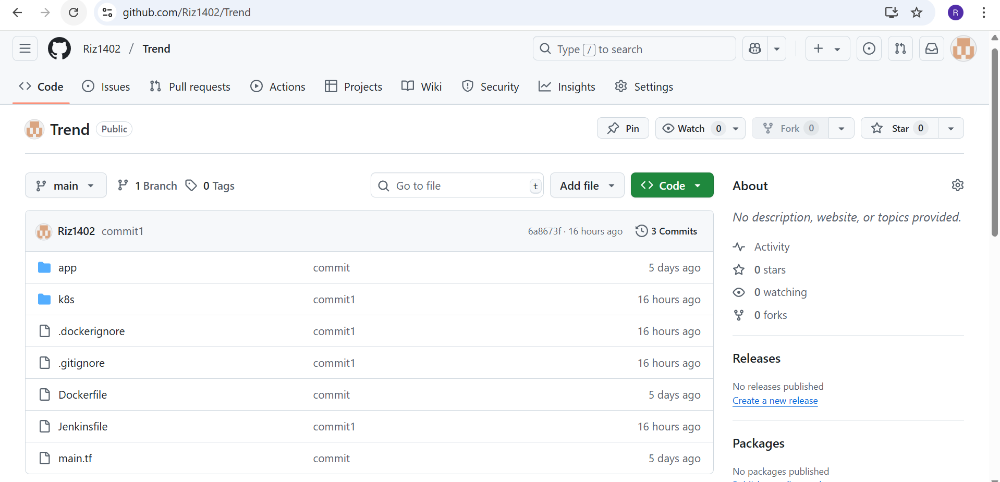 github.com/Riz1402/Trend
R
Riz1402 / Trend
Type / to search
Code Issues Pull requests Actions Projects Wiki Security Insights Settings
Trend Public
Pin Watch 0 Fork 0 Star 0
main 1 Branch 0 Tags Go to file t Add file Code
Riz1402 commit1 6a8673f · 16 hours ago 3 Commits
app commit 5 days ago
k8s commit1 16 hours ago
.dockerignore commit1 16 hours ago
.gitignore commit1 16 hours ago
Dockerfile commit 5 days ago
Jenkinsfile commit1 16 hours ago
main.tf commit 5 days ago
About
No description, website, or topics provided.
Activity
0 stars
0 watching
0 forks
Releases
No releases published
Create a new release
Packages
No packages published